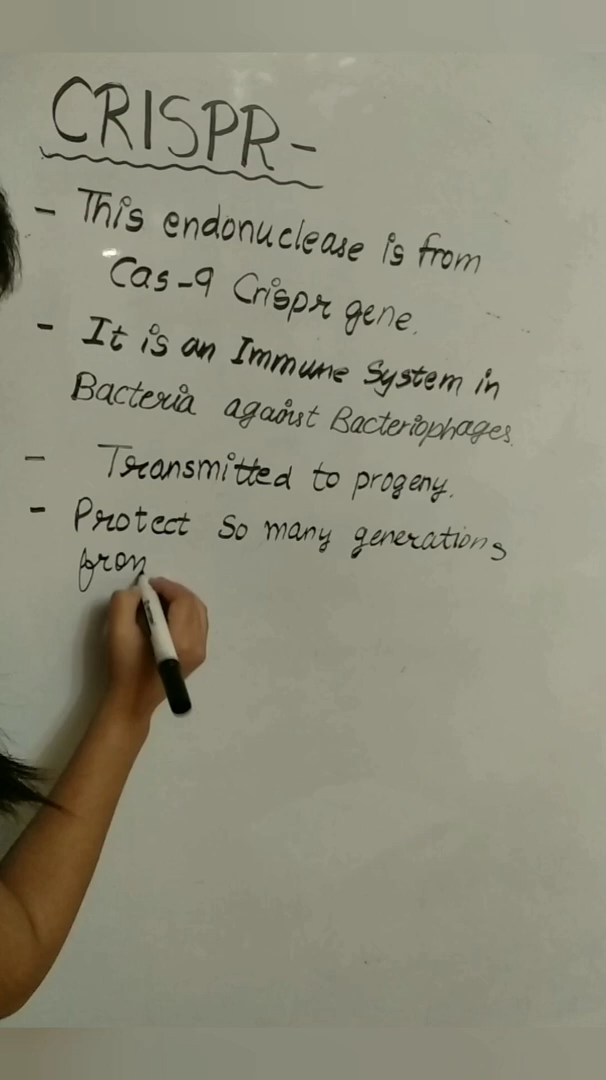 CRISPR-
- This endonuclease is from
Cas-9 Crispr gene.
- It is an Immune System in
Bacteria against Bacteriophages.
- Transmitted to progeny.
- Protect So many generations
from